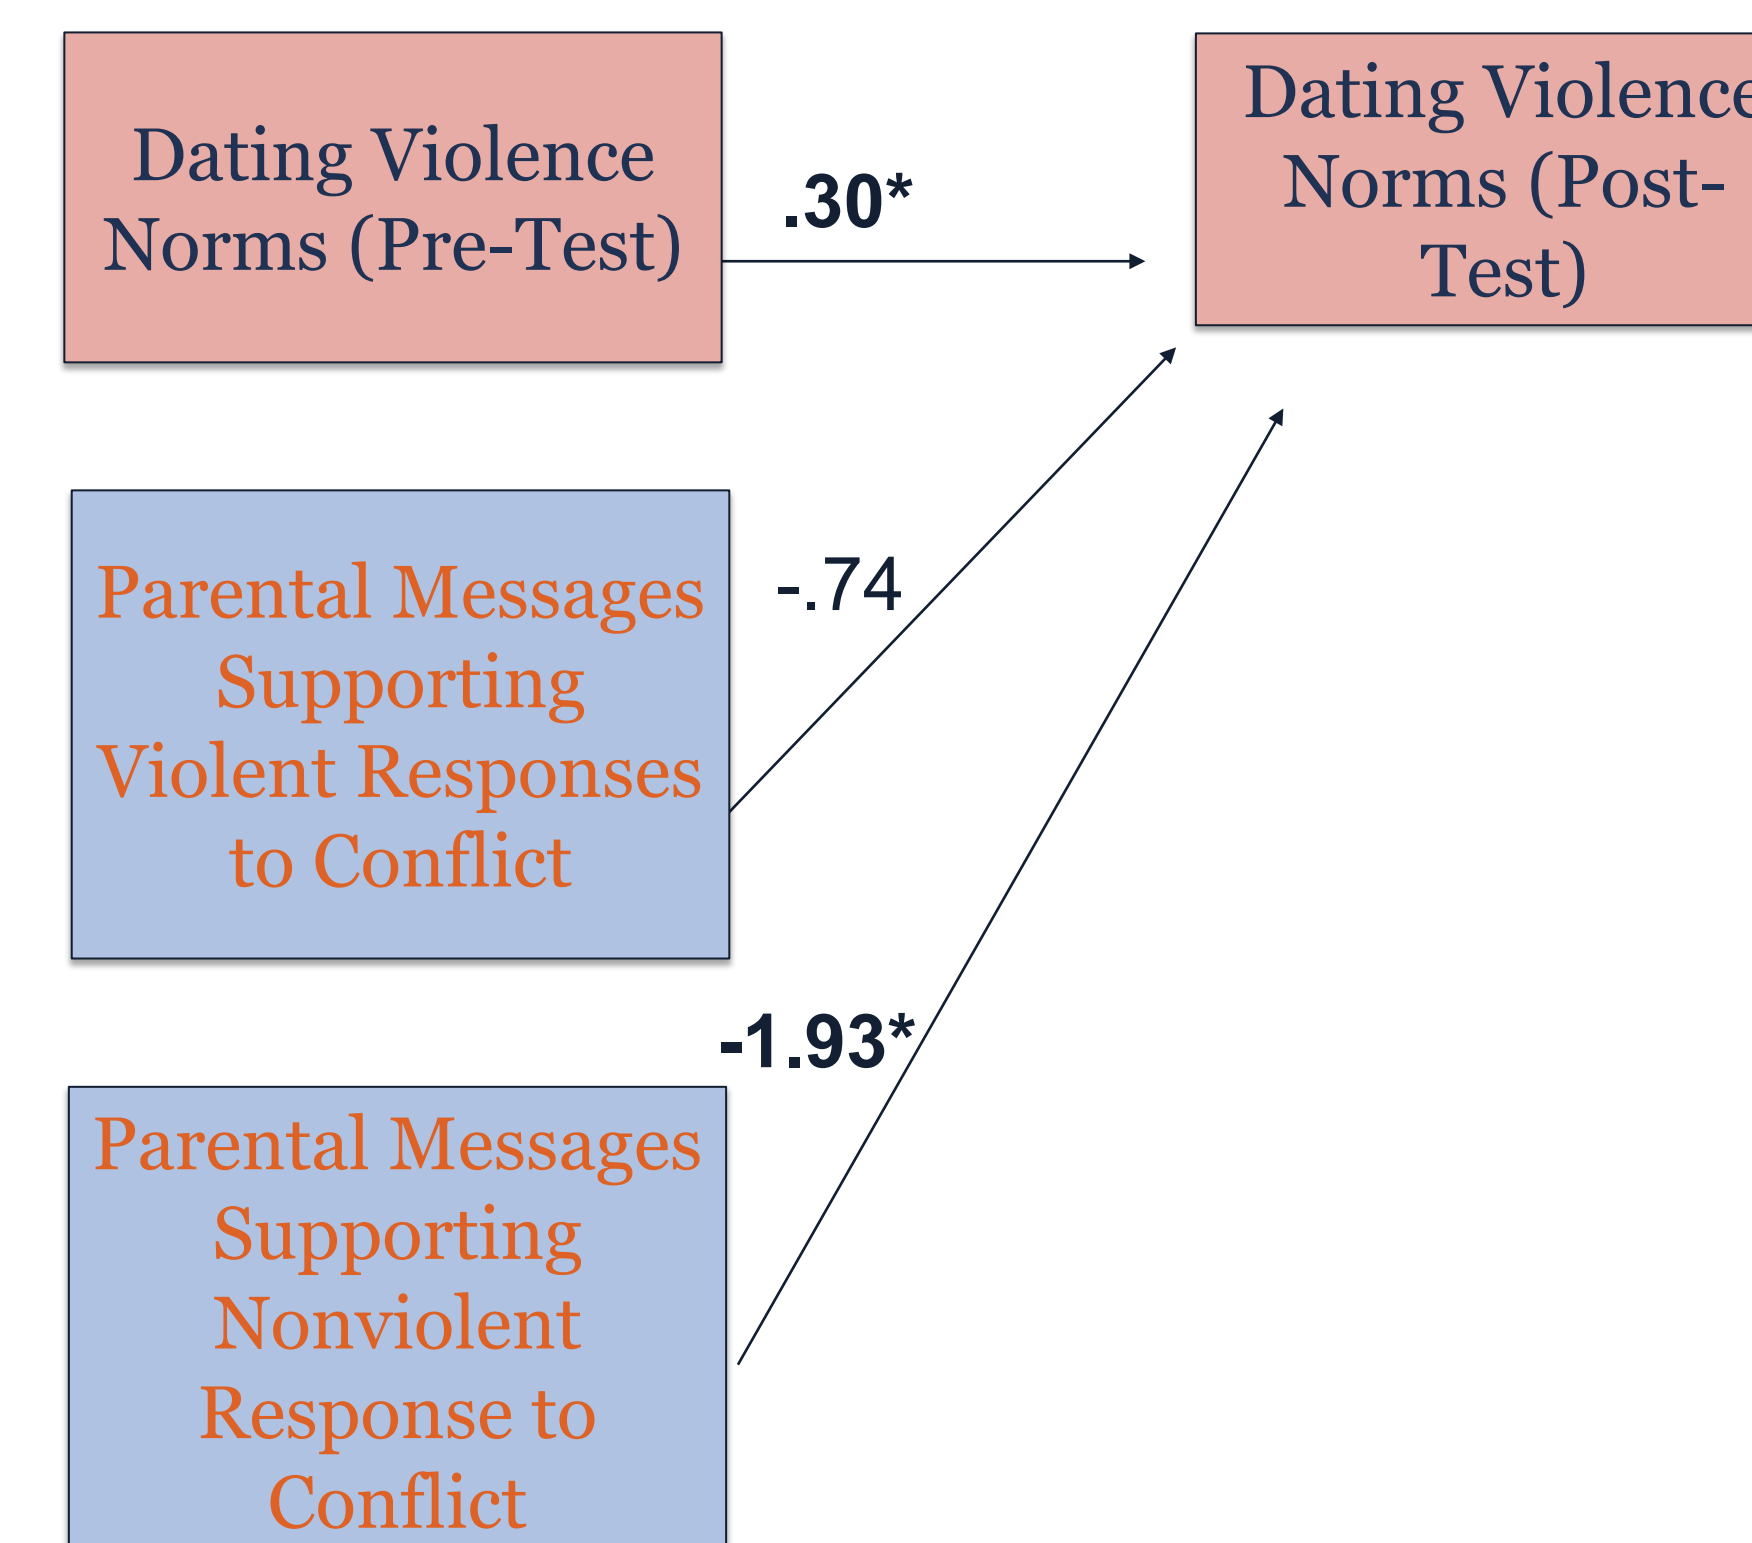 Dating Violence
Norms (Pre-Test)
.30*
Dating Violence
Norms (Post-
Test)
Parental Messages
Supporting
Violent Responses
to Conflict
-.74
-1.93*
Parental Messages
Supporting
Nonviolent
Response to
Conflict